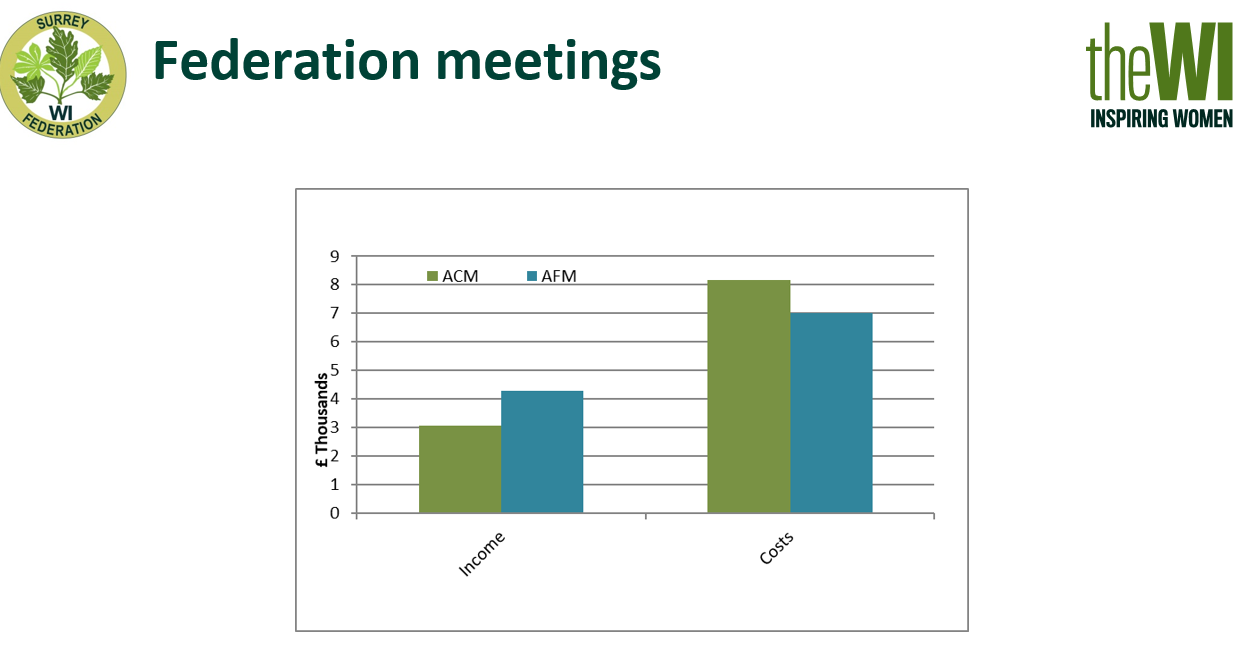 SURREY
WI
FEDERATION
Federation meetings
theWI
INSPIRING WOMEN
ACM
AFM
9
8
7
6
5
4
3
2
1
0
£ Thousands
Income
Costs